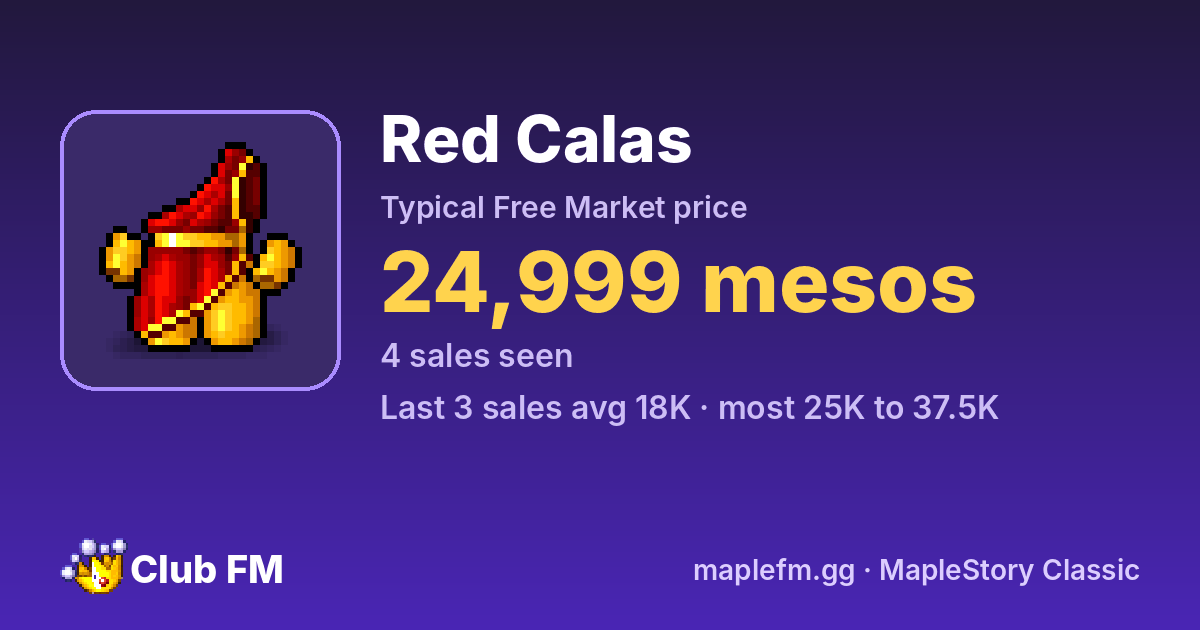 Red Calas
Typical Free Market price
24,999 mesos
4 sales seen
Last 3 sales avg 18K · most 25K to 37.5K
Club FM
maplefm.gg · MapleStory Classic